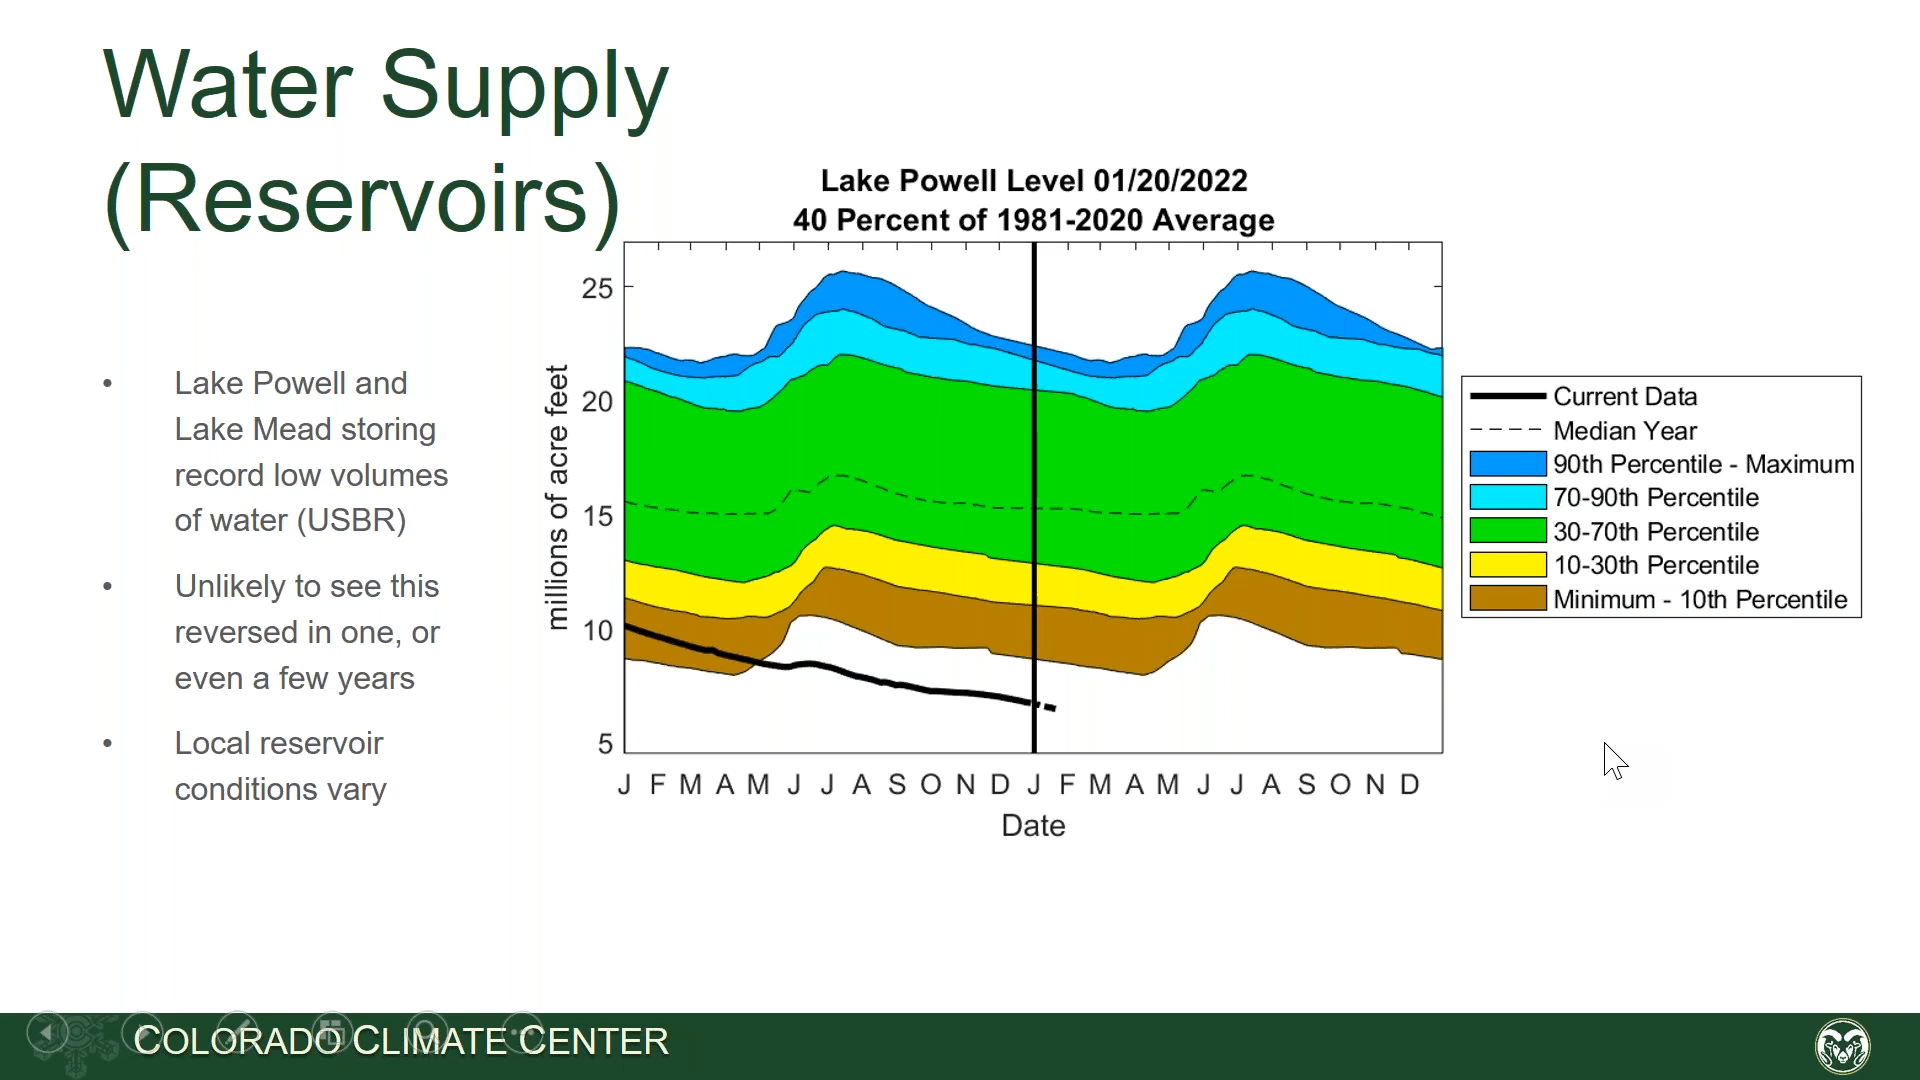 Water Supply
(Reservoirs)
• Lake Powell and
Lake Mead storing
record low volumes
of water (USBR)
• Unlikely to see this
reversed in one, or
even a few years
• Local reservoir
conditions vary
Lake Powell Level 01/20/2022
40 Percent of 1981-2020 Average
millions of acre feet
25
20
15
10
5
J F M A M J J A S O N D J F M A M J J A S O N D
Date
Current Data
Median Year
90th Percentile - Maximum
70-90th Percentile
30-70th Percentile
10-30th Percentile
Minimum - 10th Percentile
COLORADO CLIMATE CENTER